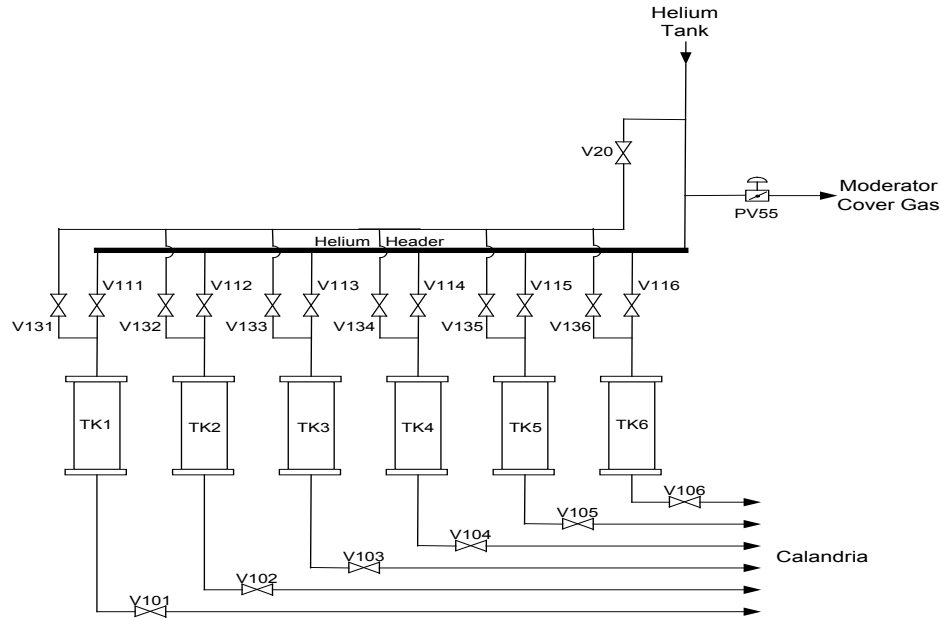 Helium
Tank
V20
Moderator
Cover Gas
PV55
Helium Header
V111 V112 V113 V114 V115 V116
V131 V132 V133 V134 V135 V136
TK1 TK2 TK3 TK4 TK5 TK6
V106
V105
V104
V103
Calandria
V102
V101